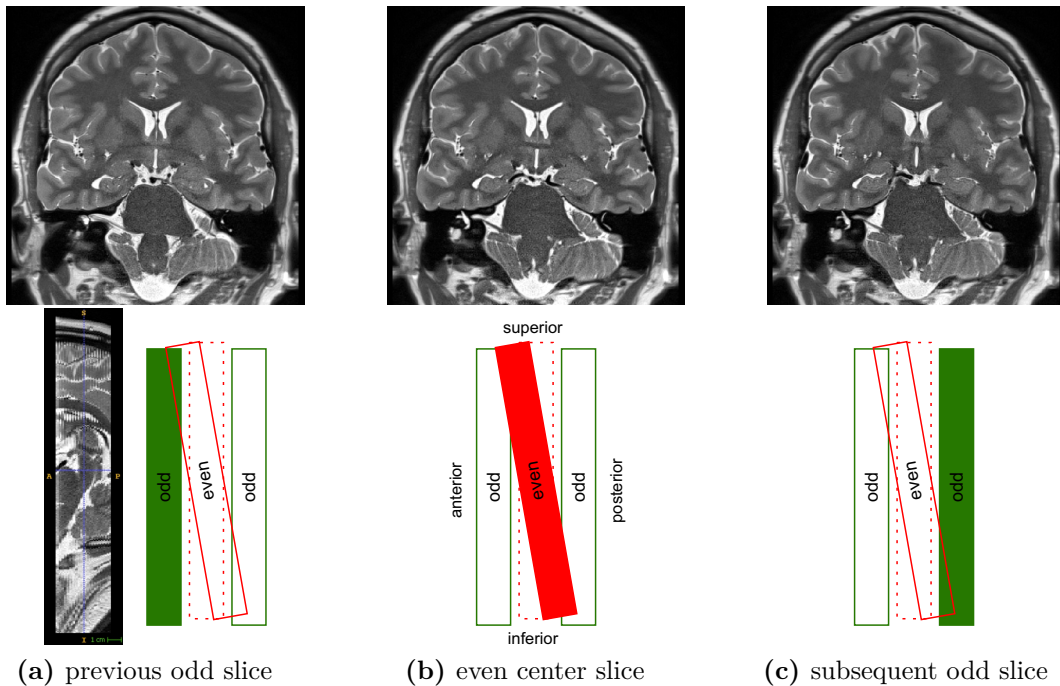 S
A
P
I
1 cm
odd
even
odd
superior
anterior
odd
even
odd
posterior
inferior
odd
even
odd
(a) previous odd slice
(b) even center slice
(c) subsequent odd slice